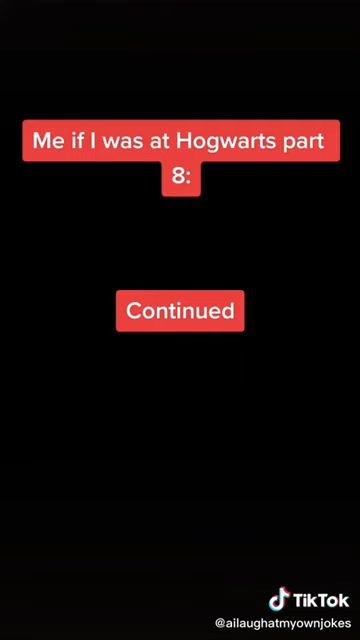 Me if I was at Hogwarts part
8:
Continued
TikTok
@ailaughatmyownjokes